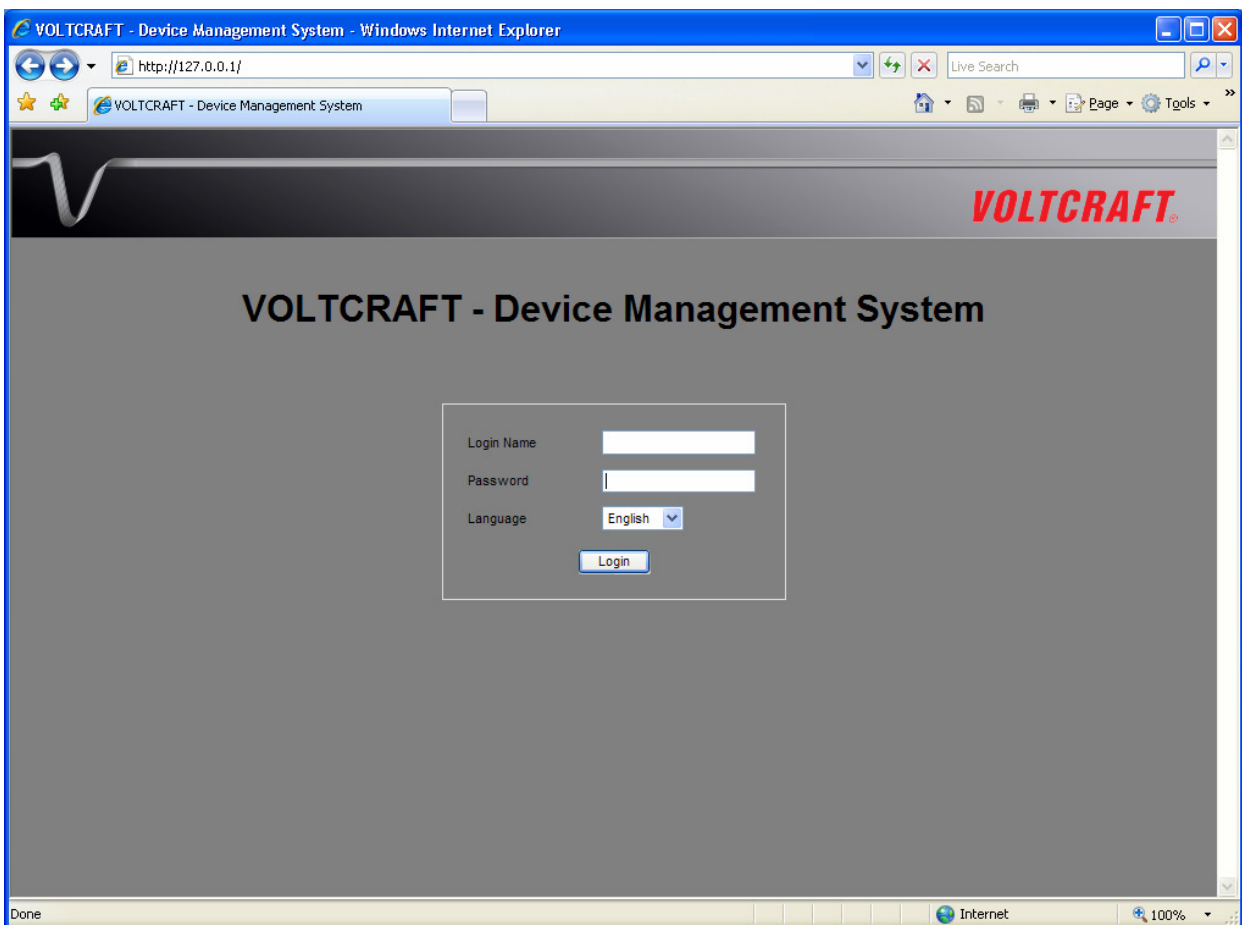 VOLTCRAFT - Device Management System - Windows Internet Explorer
http://127.0.0.1/
Live Search
VOLTCRAFT - Device Management System
Page
Tools
»
VOLTCRAFT®
VOLTCRAFT - Device Management System
Login Name
Password
Language English
Login
Done
Internet
100%